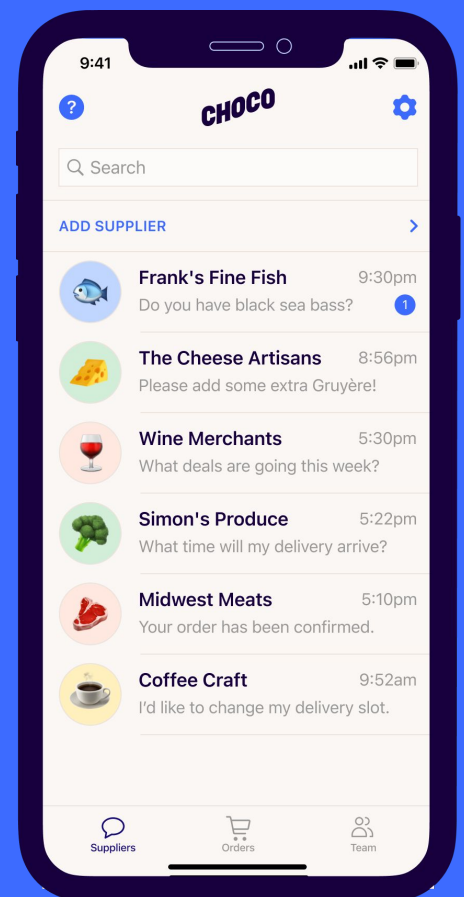 9:41
?
CHOCO
Search
ADD SUPPLIER
Frank's Fine Fish 9:30pm
Do you have black sea bass? 1
The Cheese Artisans 8:56pm
Please add some extra Gruyère!
Wine Merchants 5:30pm
What deals are going this week?
Simon's Produce 5:22pm
What time will my delivery arrive?
Midwest Meats 5:10pm
Your order has been confirmed.
Coffee Craft 9:52am
I'd like to change my delivery slot.
Suppliers Orders Team